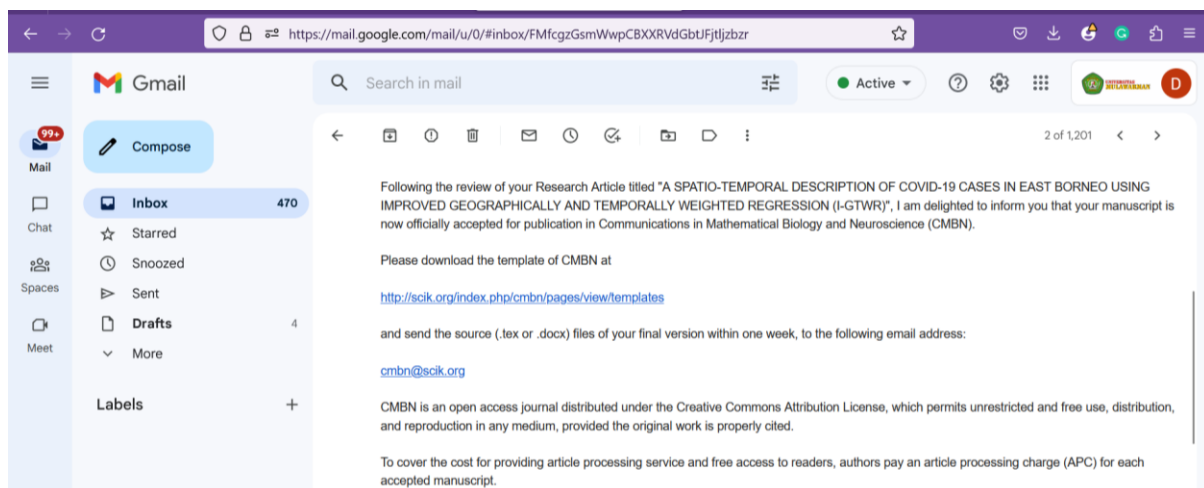 https://mail.google.com/mail/u/0/#inbox/FMfcgzGsmWwpCBXXRVdGbtJFjtljzbzr
Gmail
Search in mail
Active
UNIVERSITAS
MULAWARMAN
D
99+
Mail
Chat
Spaces
Meet
Compose
Inbox 470
Starred
Snoozed
Sent
Drafts 4
More
Labels
2 of 1,201
Following the review of your Research Article titled "A SPATIO-TEMPORAL DESCRIPTION OF COVID-19 CASES IN EAST BORNEO USING
IMPROVED GEOGRAPHICALLY AND TEMPORALLY WEIGHTED REGRESSION (I-GTWR)", I am delighted to inform you that your manuscript is
now officially accepted for publication in Communications in Mathematical Biology and Neuroscience (CMBN).
Please download the template of CMBN at
http://scik.org/index.php/cmbn/pages/view/templates
and send the source (.tex or .docx) files of your final version within one week, to the following email address:
cmbn@scik.org
CMBN is an open access journal distributed under the Creative Commons Attribution License, which permits unrestricted and free use, distribution,
and reproduction in any medium, provided the original work is properly cited.
To cover the cost for providing article processing service and free access to readers, authors pay an article processing charge (APC) for each
accepted manuscript.